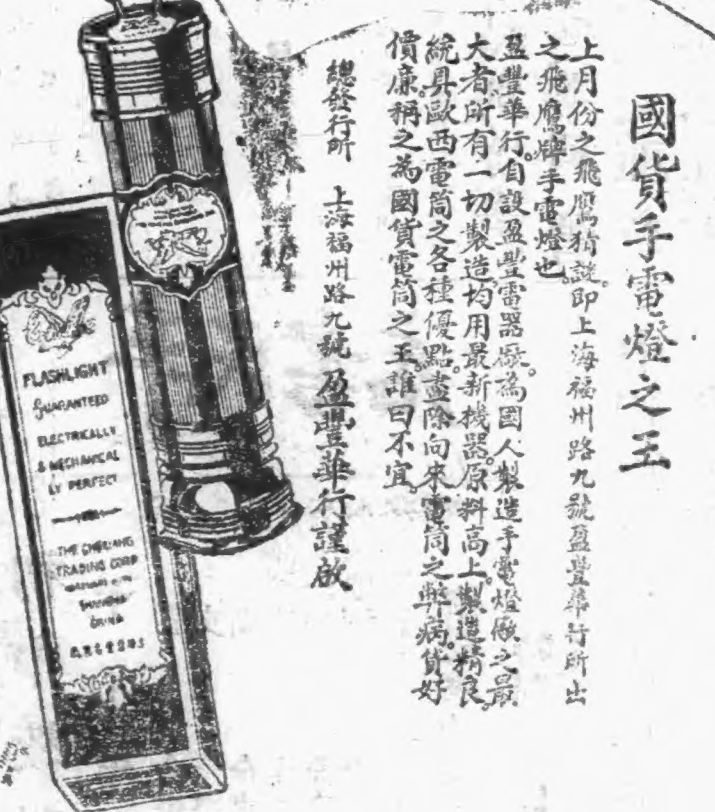 國貨手電燈之王
上月份之飛鷹猜謎。即上海福州路九號盈豐華行所出
之飛鷹牌手電燈也。
盈豐華行。自設盈豐電器廠。為國人製造手電燈廠之最
大者。所有一切製造。均用最新機器。原料高上。製造精良。
統具歐西電筒之各種優點。盡除向來電筒之弊病。貨好
價廉。稱之為國貨電筒之王。誰曰不宜。
總發行所 上海福州路九號 盈豐華行謹啟
FLASHLIGHT
GUARANTEED
ELECTRICALLY
& MECHANICAL
LY PERFECT
THE
TRADING CORP
SHANGHAI
CHINA